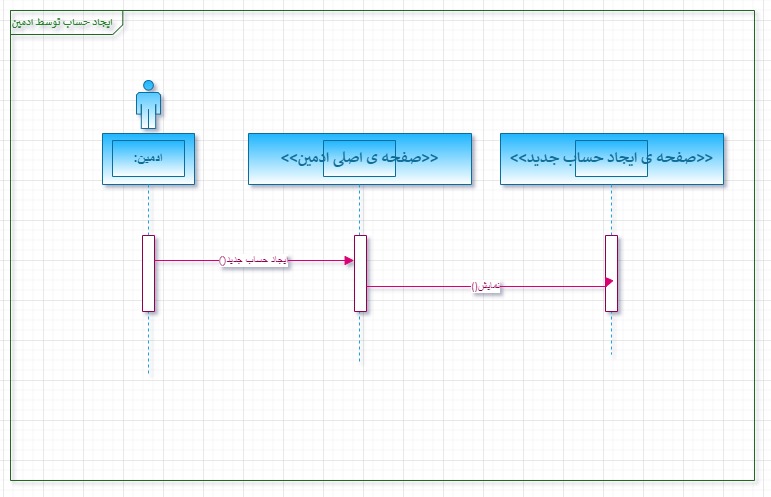 ایجاد حساب توسط ادمین
ادمین:
<<صفحه ی اصلی ادمین>>
<<صفحه ی ایجاد حساب جدید>>
ایجاد حساب جدید()
نمایش()